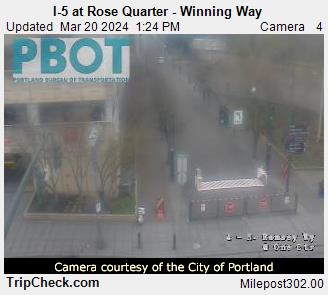 I-5 at Rose Quarter - Winning Way
Updated Mar 20 2024 1:24 PM Camera 4
PBOT
PORTLAND BUREAU OF TRANSPORTATION
Camera courtesy of the City of Portland
TripCheck.com Milepost302.00